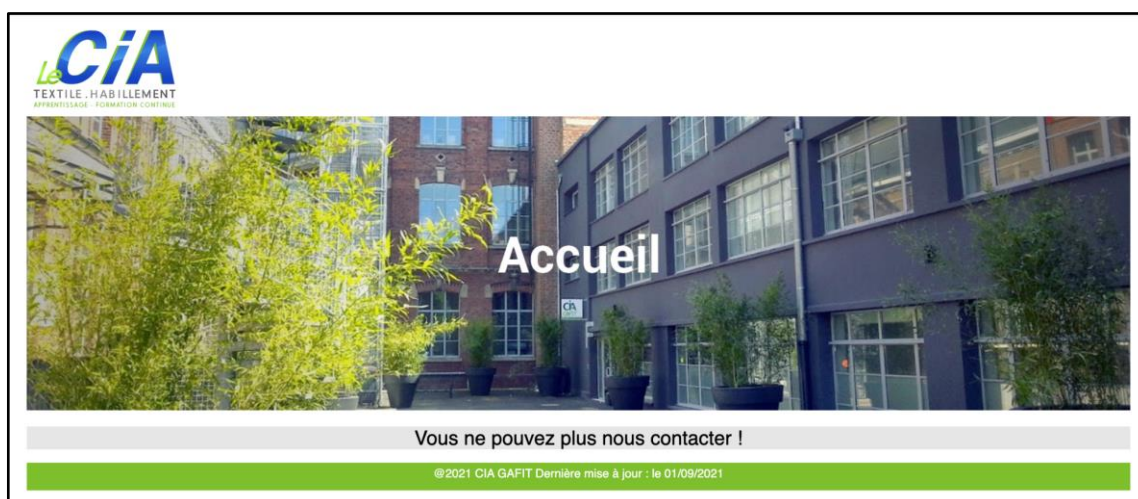 Le CiA
TEXTILE.HABILLEMENT
APPRENTISSAGE - FORMATION CONTINUE
Accueil
CiA
Vous ne pouvez plus nous contacter !
@2021 CIA GAFIT Dernière mise à jour : le 01/09/2021